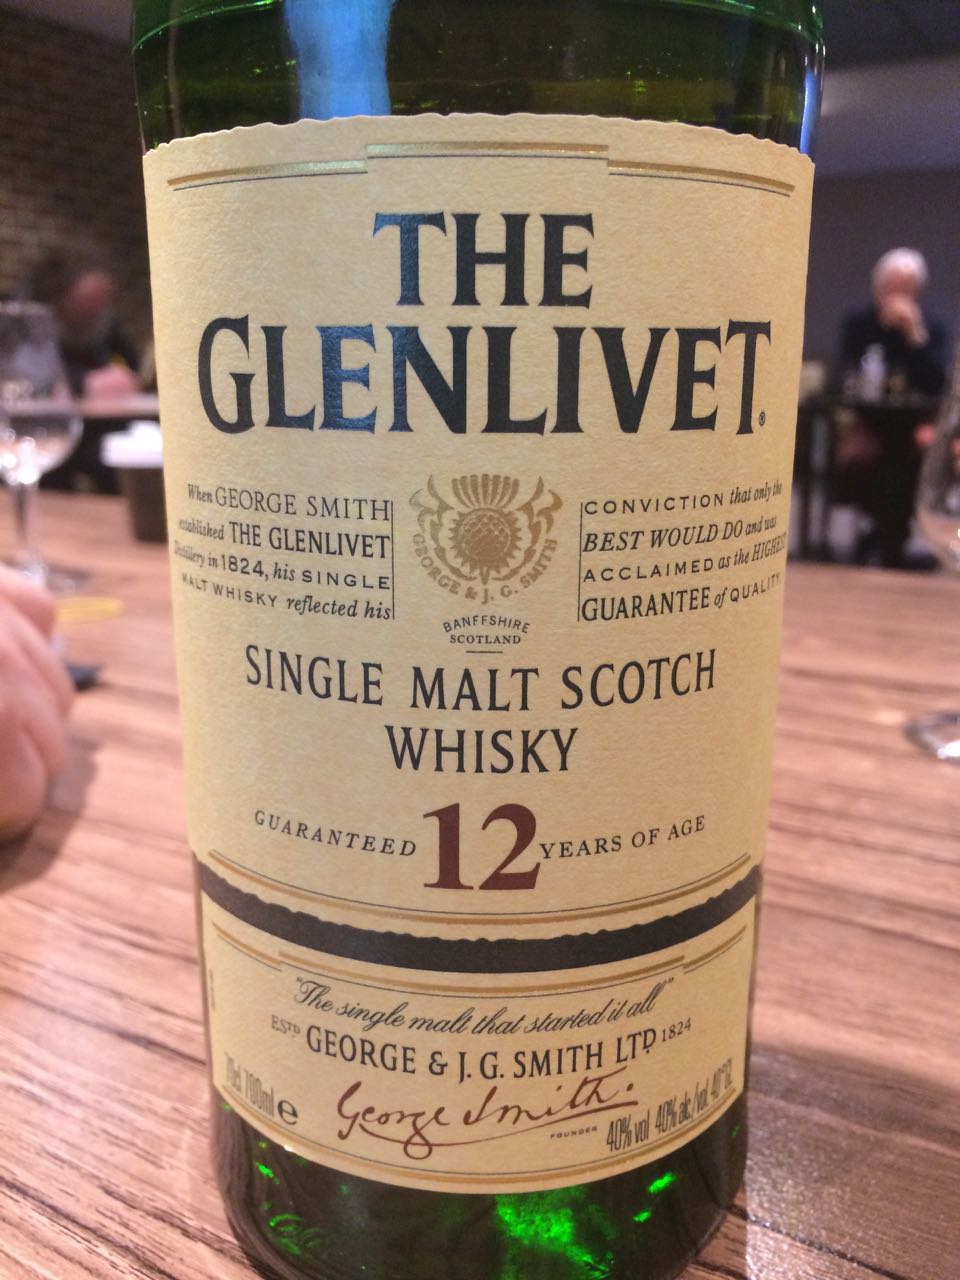 THE
GLENLIVET®
When GEORGE SMITH
established THE GLENLIVET
Distillery in 1824, his SINGLE
MALT WHISKY reflected his
GEORGE & J. G. SMITH
BANFFSHIRE
SCOTLAND
CONVICTION that only the
BEST WOULD DO and was
ACCLAIMED as the HIGHEST
GUARANTEE of QUALITY
SINGLE MALT SCOTCH
WHISKY
GUARANTEED 12 YEARS OF AGE
"The single malt that started it all"
ESTD GEORGE & J. G. SMITH LTD 1824
70cl 700ml e
George Smith.
FOUNDER
40% vol 40% alc/vol 40°GL